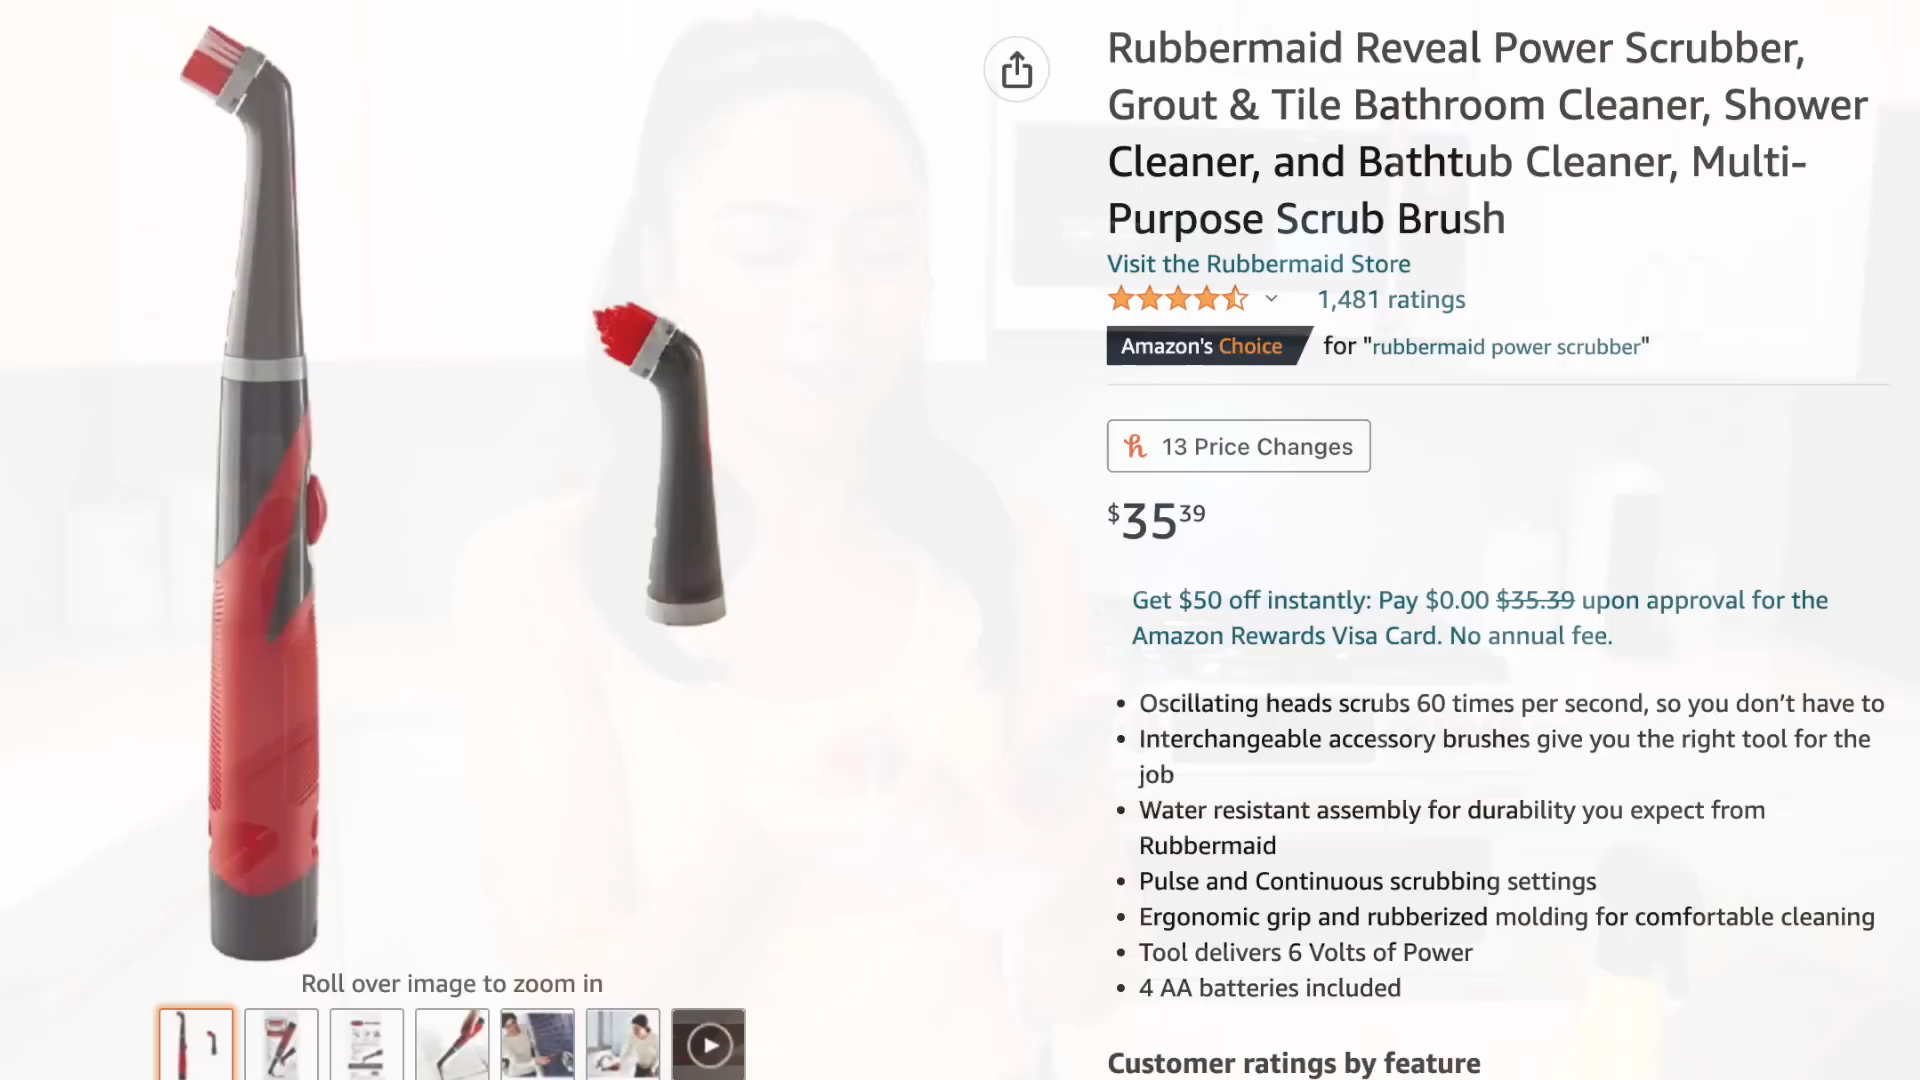 Rubbermaid Reveal Power Scrubber,
Grout & Tile Bathroom Cleaner, Shower
Cleaner, and Bathtub Cleaner, Multi-
Purpose Scrub Brush
Visit the Rubbermaid Store
1,481 ratings
Amazon's Choice for "rubbermaid power scrubber"
13 Price Changes
$35 39
Get $50 off instantly: Pay $0.00 $35.39 upon approval for the
Amazon Rewards Visa Card. No annual fee.
• Oscillating heads scrubs 60 times per second, so you don’t have to
• Interchangeable accessory brushes give you the right tool for the
job
• Water resistant assembly for durability you expect from
Rubbermaid
• Pulse and Continuous scrubbing settings
• Ergonomic grip and rubberized molding for comfortable cleaning
• Tool delivers 6 Volts of Power
• 4 AA batteries included
Roll over image to zoom in
Customer ratings by feature